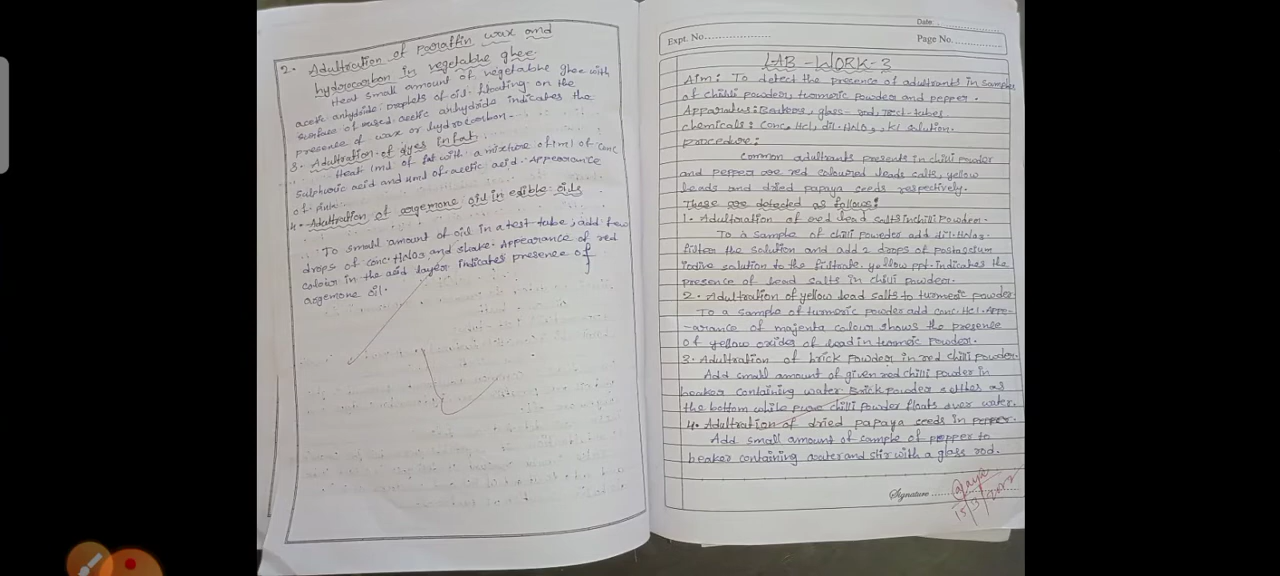 2. Adultration of paraffin wax and
hydrocarbon in vegetable ghee.
Heat small amount of vegetable ghee with
acetic anhydride; Droplets of oil floating on the
surface of unused acetic anhydride indicates the
presence of wax or hydrocarbon.
3. Adultration of dyes in fat.
Heat 1ml of fat with a mixture of 1ml of conc
sulphuric acid and 4ml of acetic acid. Appearance
of pink
4. Adultration of argemone oil in edible oils
To small amount of oil in a test tube, add few
drops of conc. HNO3 and shake. Appearance of red
colour in the acid layer indicates presence of
argemone oil.
Date:
Expt. No.
Page No.
LAB-WORK-3
Aim: To detect the presence of adultrants in samples
of chilli powder, turmeric powder and pepper.
Apparatus: Beakers, glass-rod, Test-tubes
chemicals: Conc. Hcl, dil-HNO3, KI solution.
procedure:
Common adultrants presents in chilli powder
and pepper are red coloured leads salts, yellow
leads and dried papaya seeds respectively.
These are detected as follows:
1. Adultration of red lead salts in chilli powder.
To a sample of chilli powder add dil-HNO3.
filter the solution and add 2 drops of
iodine solution to the filtrate. yellow ppt. indicates the
presence of lead salts in chilli powder.
2. Adultration of yellow lead salts to turmeric powder
To a sample of turmeric powder add conc. Hcl. Appe-
-arance of majenta colour shows the presence
of yellow oxides of lead in turmeric powder.
3. Adultration of brick powder in red chilli powder.
Add small amount of given red chilli powder in
beaker containing water Brick powder settles at
the bottom while pure chilli powder floats over water.
4. Adultration of dried papaya seeds in pepper.
Add small amount of sample of pepper to
beaker containing water and stir with a glass rod.
Signature
15/3/2022